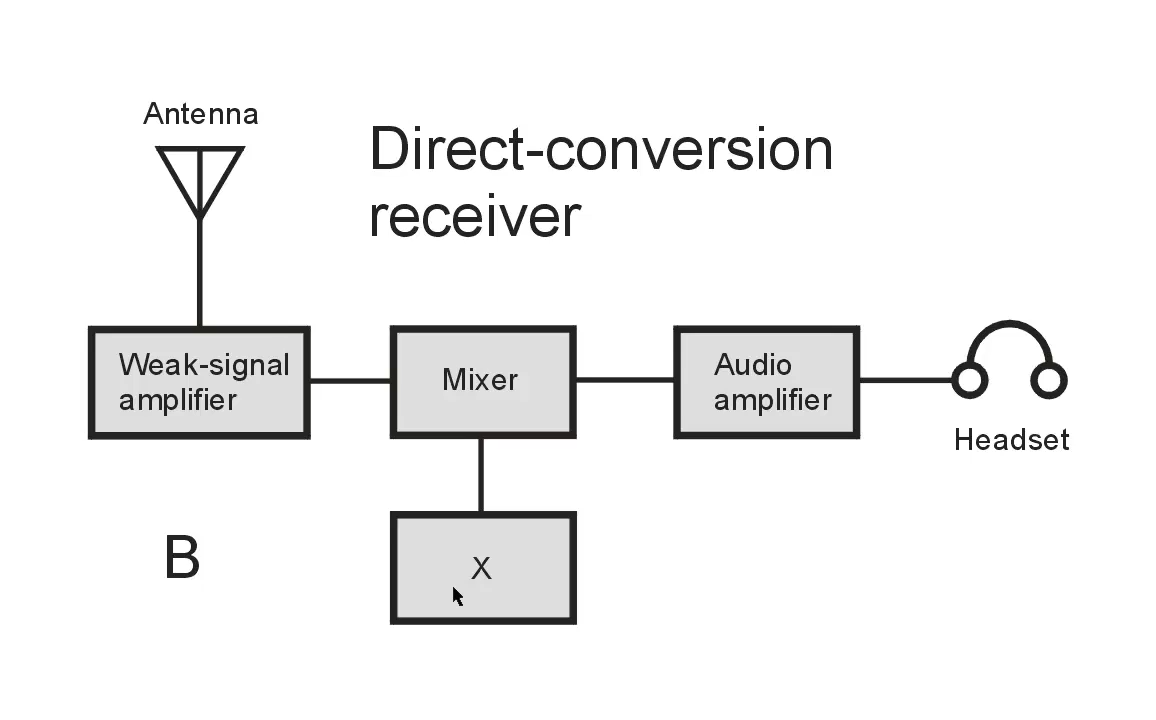 Antenna
Direct-conversion
receiver
Weak-signal
amplifier
Mixer
Audio
amplifier
Headset
B
X